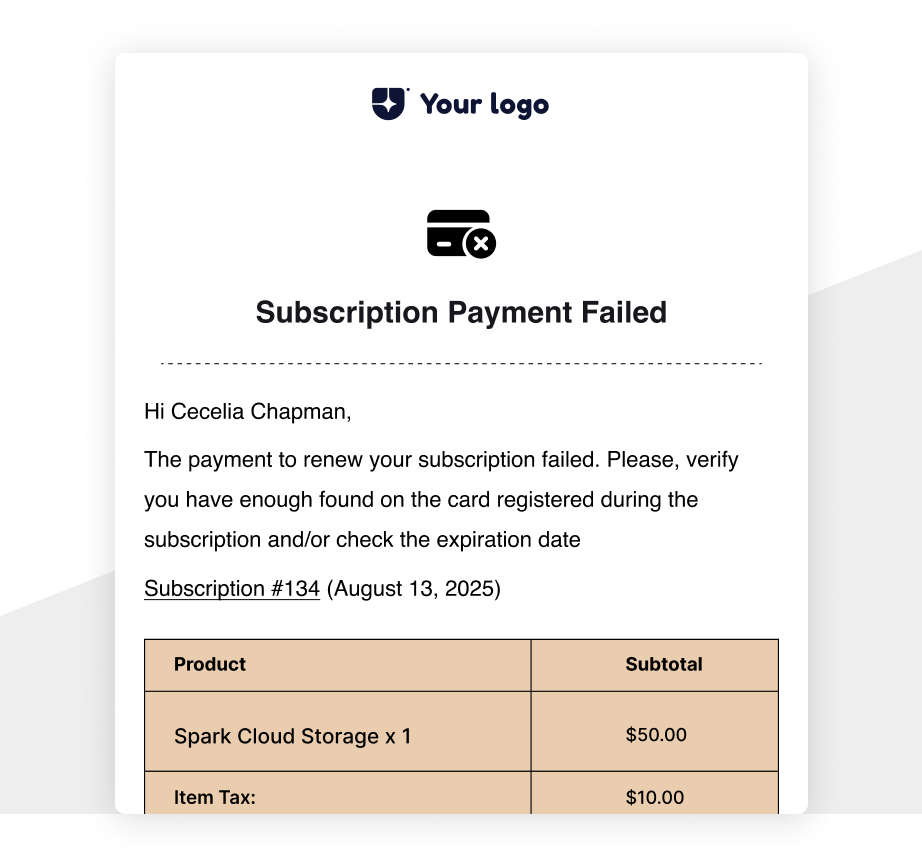 Your logo
Subscription Payment Failed
Hi Cecelia Chapman,
The payment to renew your subscription failed. Please, verify
you have enough found on the card registered during the
subscription and/or check the expiration date
Subscription #134 (August 13, 2025)
Product Subtotal
Spark Cloud Storage x 1 $50.00
Item Tax: $10.00